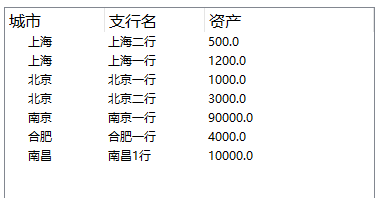 城市 支行名 资产
上海 上海二行 500.0
上海 上海一行 1200.0
北京 北京一行 1000.0
北京 北京二行 3000.0
南京 南京一行 90000.0
合肥 合肥一行 4000.0
南昌 南昌1行 10000.0